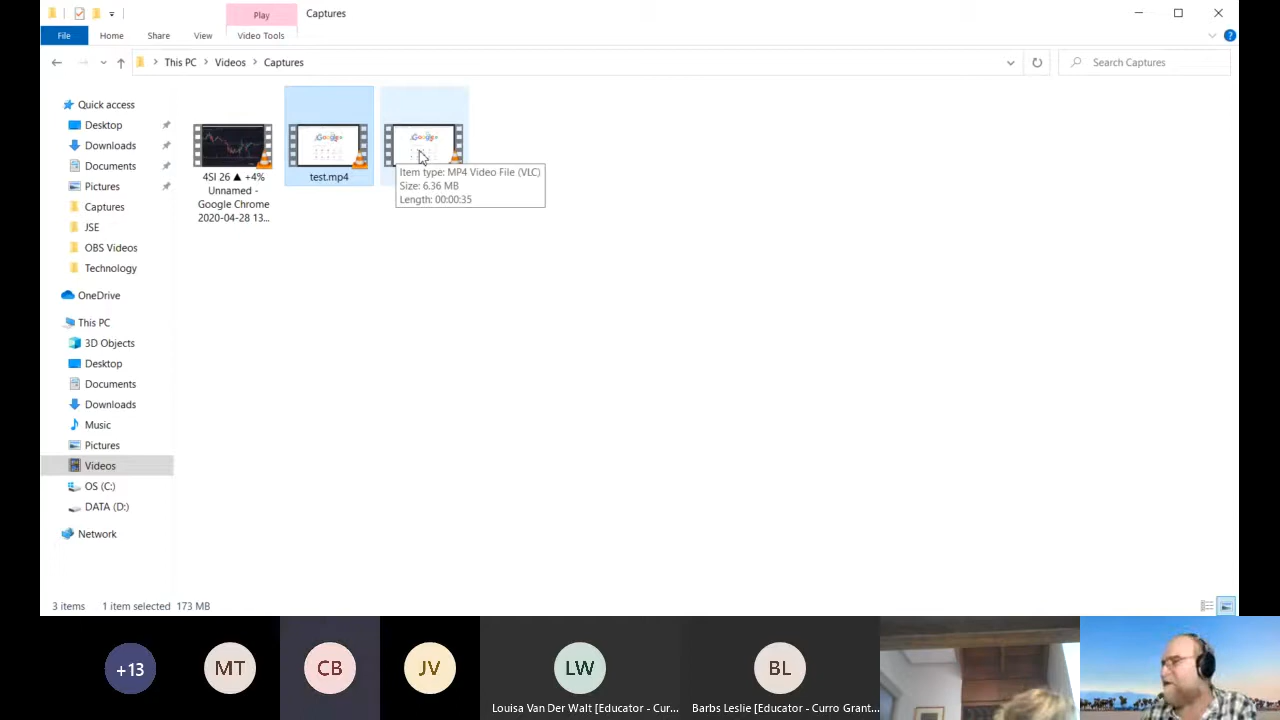 Play
Captures
File
Home
Share
View
Video Tools
This PC
Videos
Captures
Search Captures
Quick access
Desktop
Downloads
Documents
Pictures
Captures
JSE
OBS Videos
Technology
OneDrive
This PC
3D Objects
Desktop
Documents
Downloads
Music
Pictures
Videos
OS (C:)
DATA (D:)
Network
Google
Google
4SI 26 ▲ +4%
Unnamed -
Google Chrome
2020-04-28 13...
test.mp4
Item type: MP4 Video File (VLC)
Size: 6.36 MB
Length: 00:00:35
3 items
1 item selected
173 MB
+13
MT
CB
JV
LW
BL
Louisa Van Der Walt [Educator - Cur...
Barbs Leslie [Educator - Curro Grant...